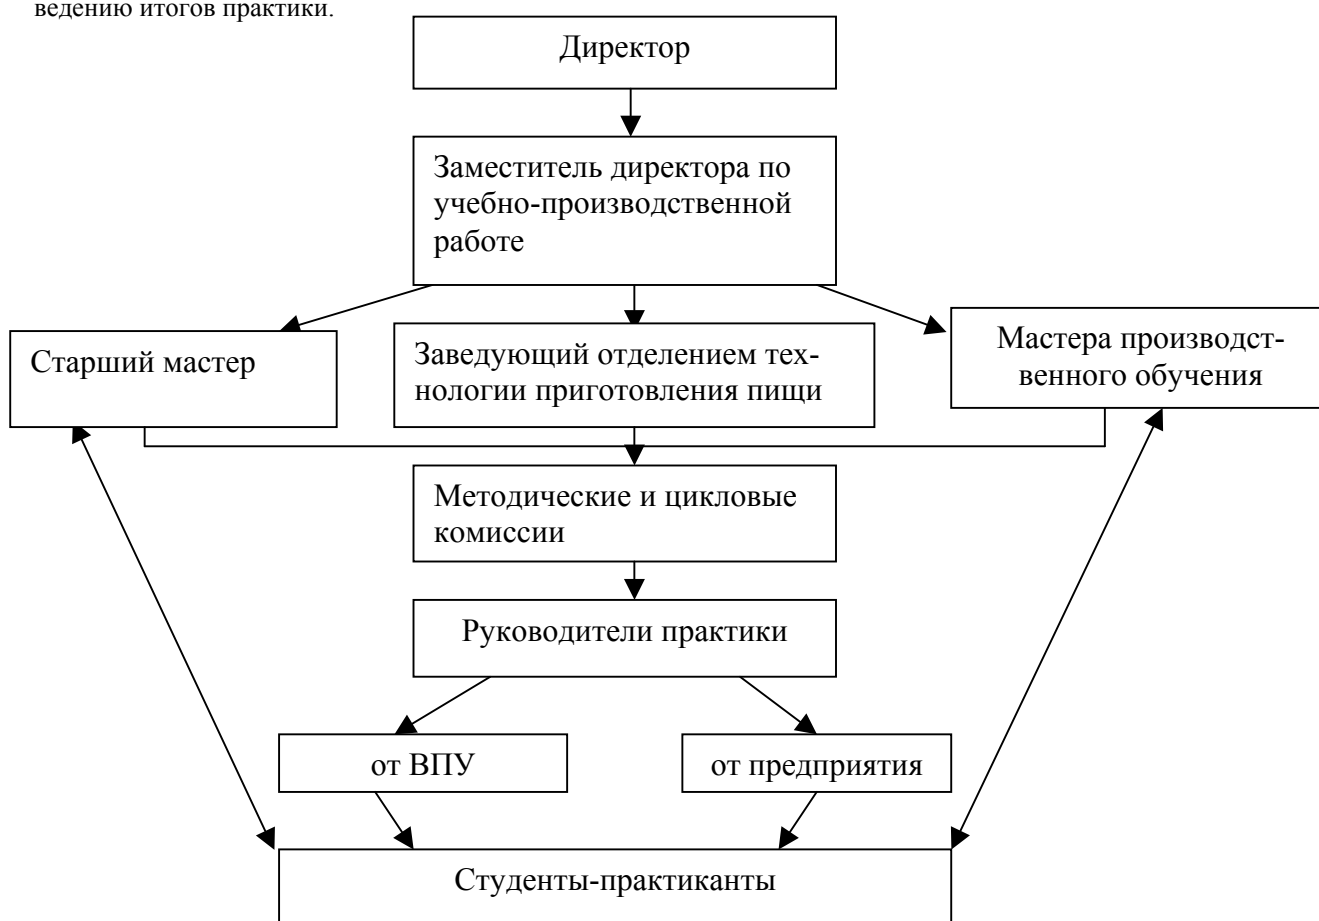 ведению итогов практики.
Директор
Заместитель директора по
учебно-производственной
работе
Старший мастер
Заведующий отделением тех-
нологии приготовления пищи
Мастера производст-
венного обучения
Методические и цикловые
комиссии
Руководители практики
от ВПУ
от предприятия
Студенты-практиканты